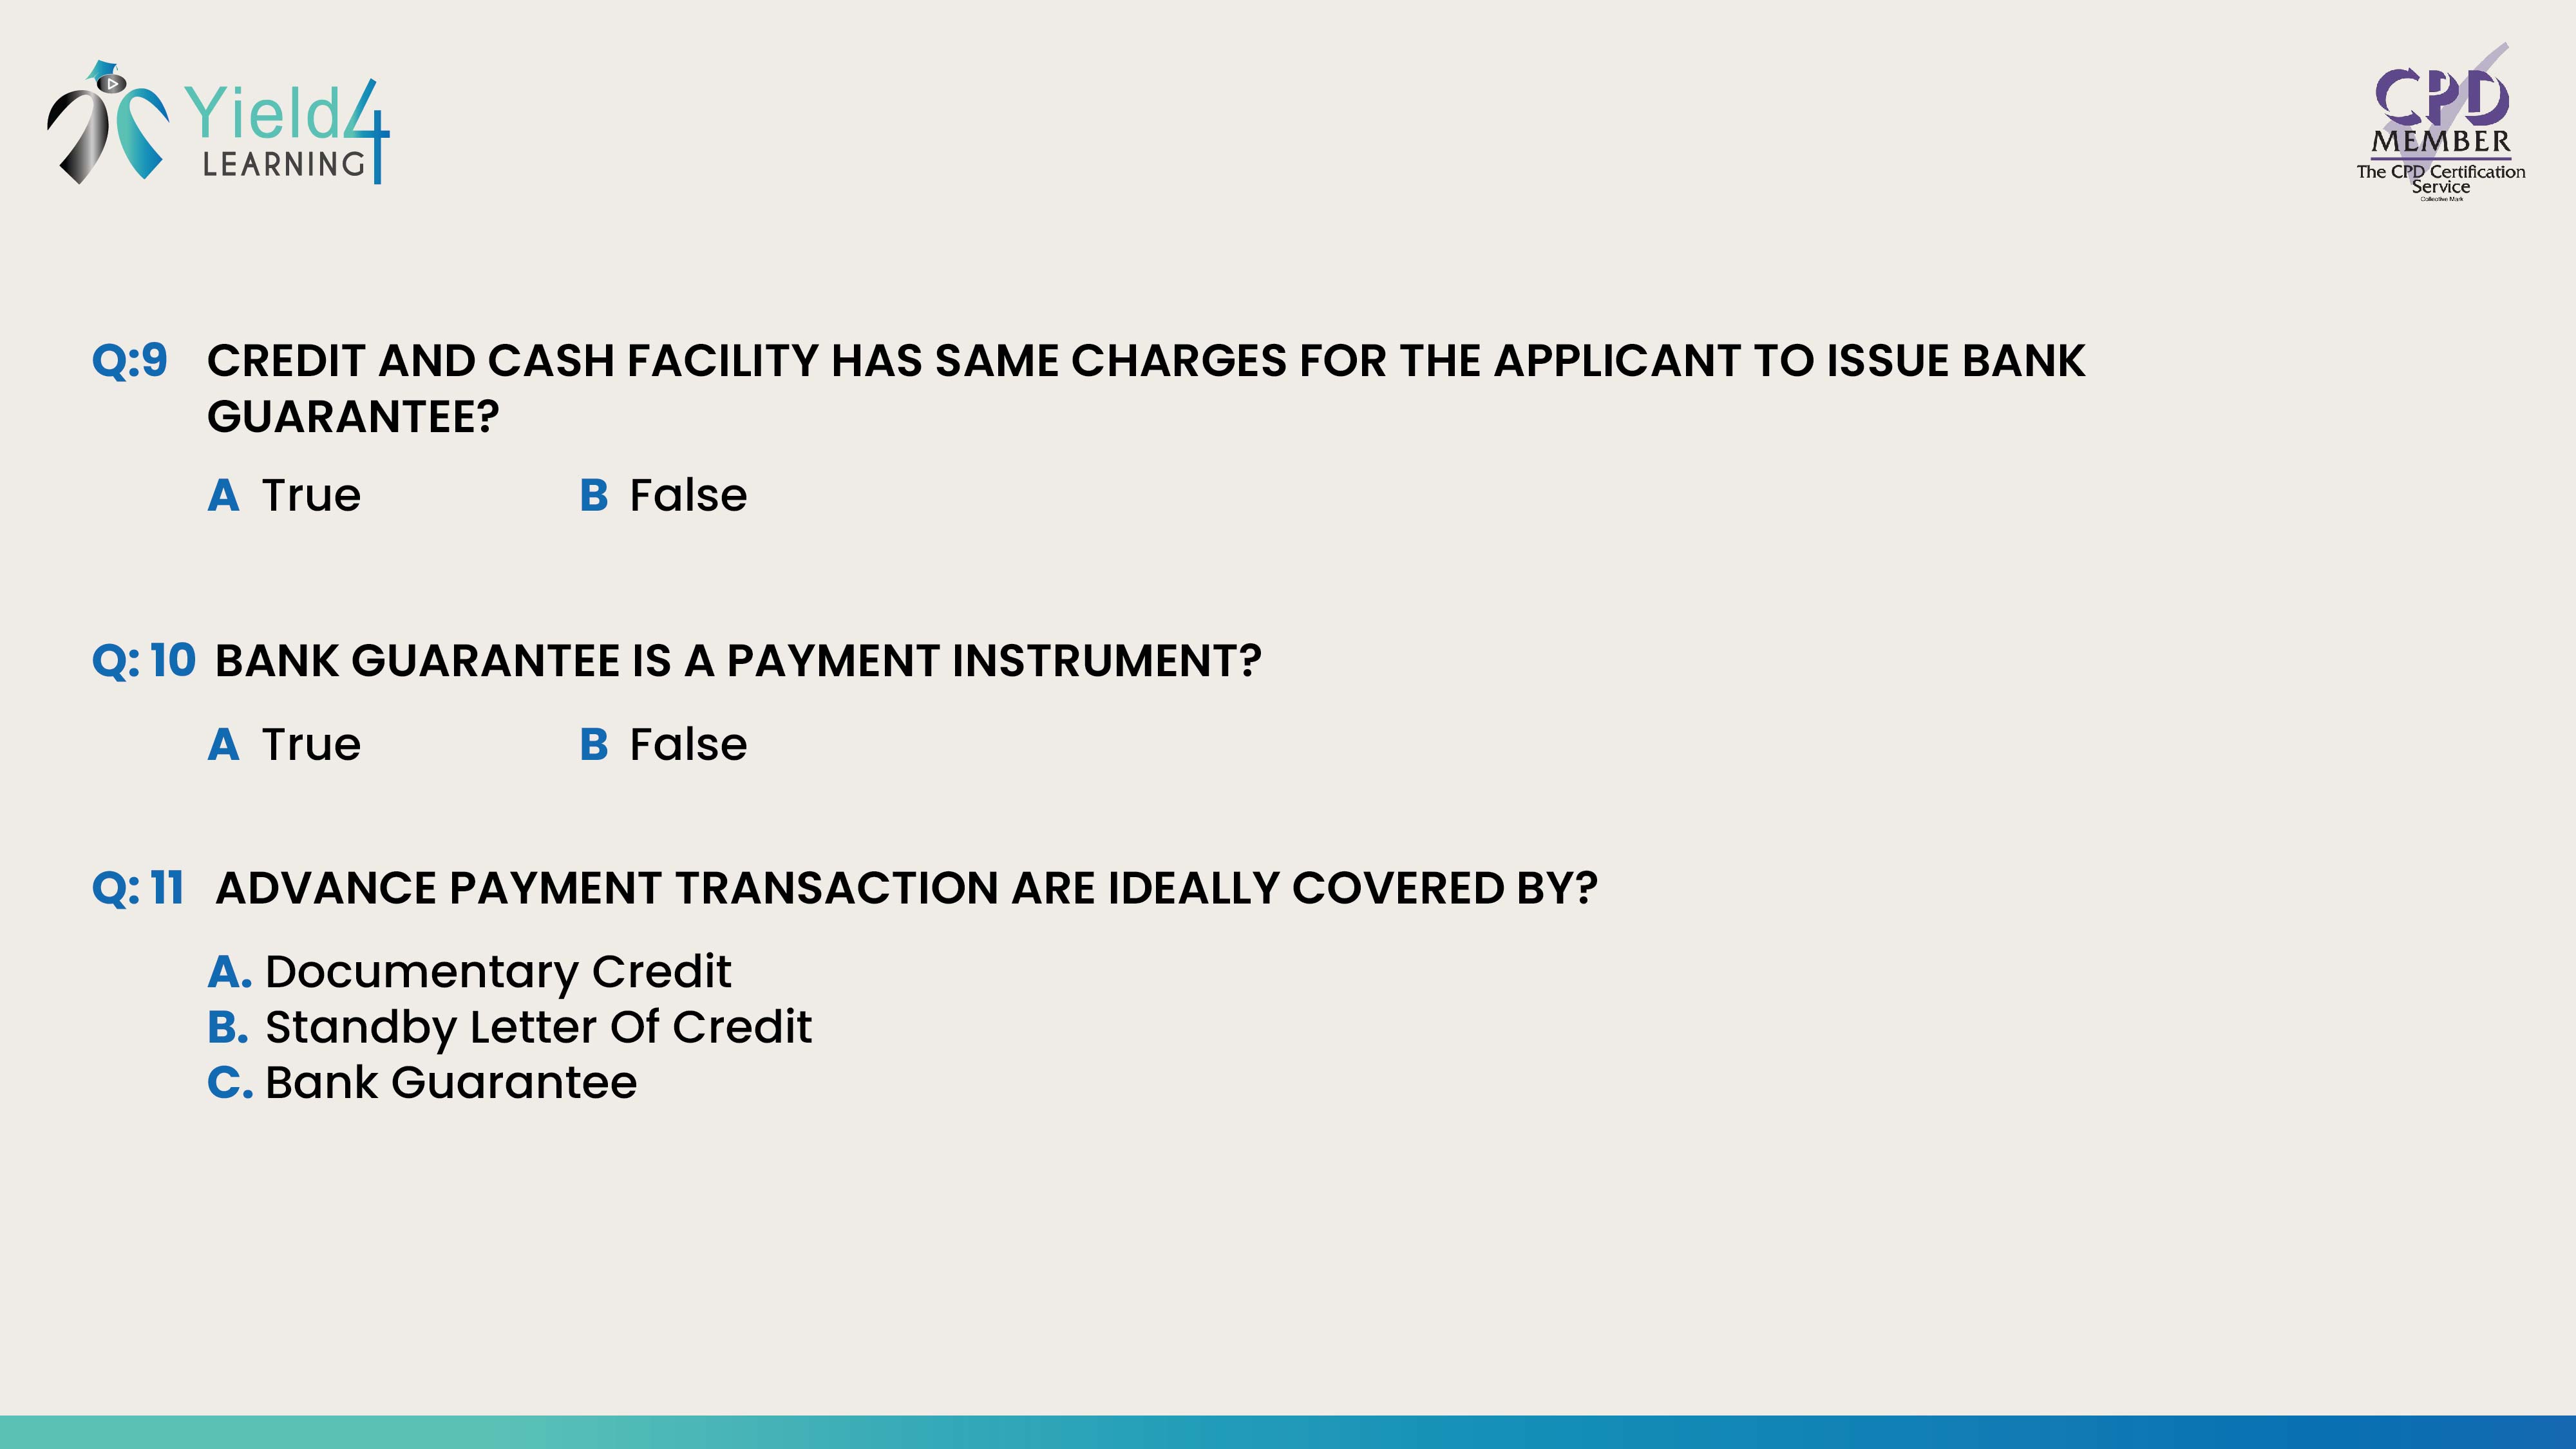 Yield4
LEARNING
CPD
MEMBER
The CPD Certification
Service
Collective Mark
Q:9 CREDIT AND CASH FACILITY HAS SAME CHARGES FOR THE APPLICANT TO ISSUE BANK
GUARANTEE?
A True B False
Q: 10 BANK GUARANTEE IS A PAYMENT INSTRUMENT?
A True B False
Q: 11 ADVANCE PAYMENT TRANSACTION ARE IDEALLY COVERED BY?
A. Documentary Credit
B. Standby Letter Of Credit
C. Bank Guarantee